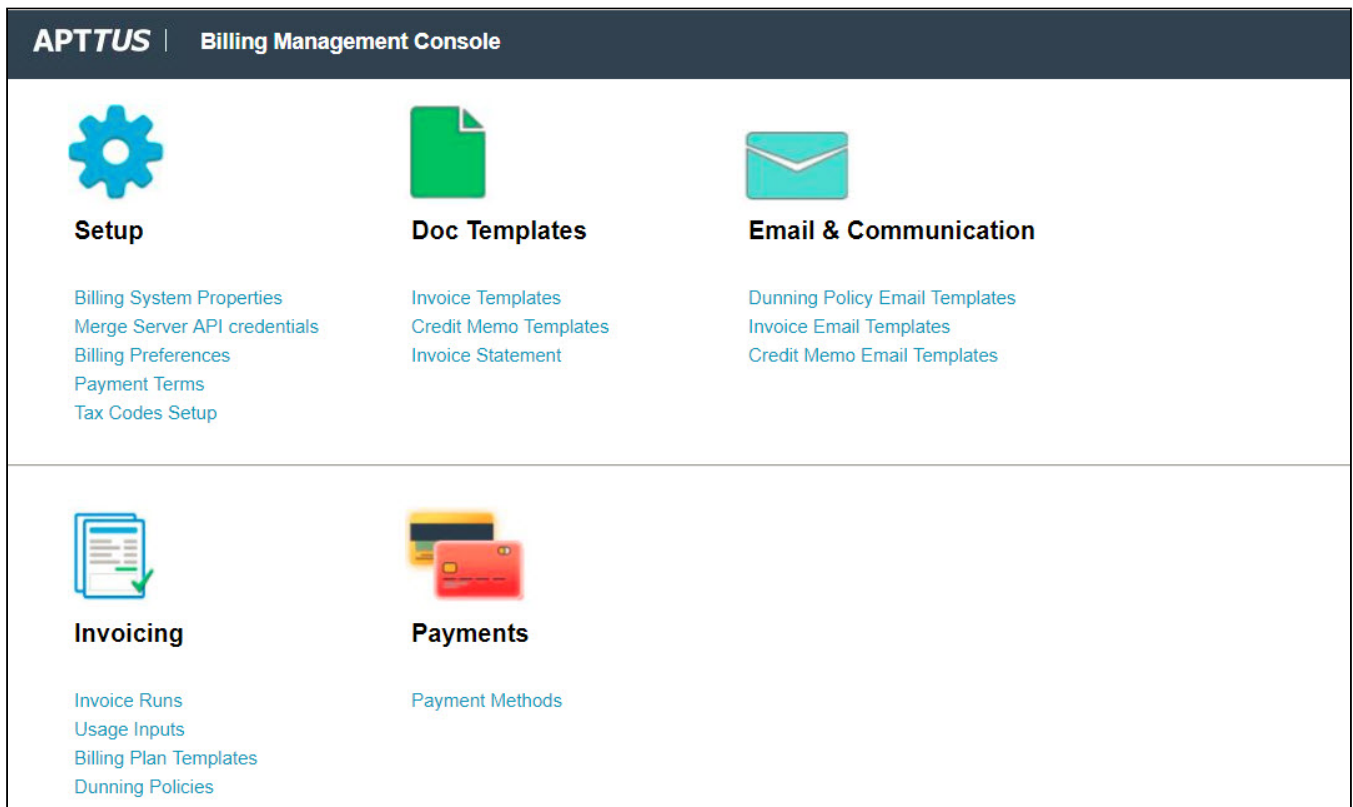 APTTUS | Billing Management Console
Setup
Billing System Properties
Merge Server API credentials
Billing Preferences
Payment Terms
Tax Codes Setup
Doc Templates
Invoice Templates
Credit Memo Templates
Invoice Statement
Email & Communication
Dunning Policy Email Templates
Invoice Email Templates
Credit Memo Email Templates
Invoicing
Invoice Runs
Usage Inputs
Billing Plan Templates
Dunning Policies
Payments
Payment Methods